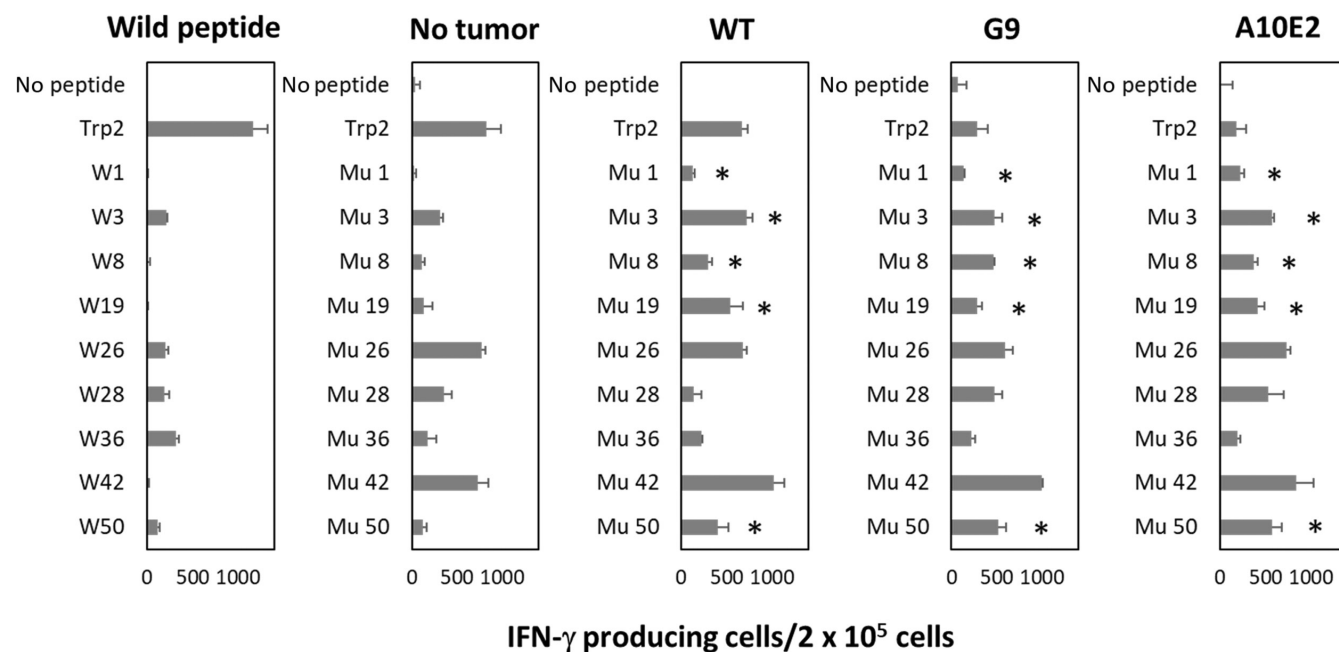 Wild peptide
No peptide
Trp2
W1
W3
W8
W19
W26
W28
W36
W42
W50
0 500 1000
No tumor
No peptide
Trp2
Mu 1
Mu 3
Mu 8
Mu 19
Mu 26
Mu 28
Mu 36
Mu 42
Mu 50
0 500 1000
WT
No peptide
Trp2
Mu 1 *
Mu 3 *
Mu 8 *
Mu 19 *
Mu 26
Mu 28
Mu 36
Mu 42
Mu 50 *
0 500 1000
G9
No peptide
Trp2
Mu 1 *
Mu 3 *
Mu 8 *
Mu 19 *
Mu 26
Mu 28
Mu 36
Mu 42
Mu 50 *
0 500 1000
A10E2
No peptide
Trp2
Mu 1 *
Mu 3 *
Mu 8 *
Mu 19 *
Mu 26
Mu 28
Mu 36
Mu 42
Mu 50 *
0 500 1000
IFN-γ producing cells/2 x 10⁵ cells